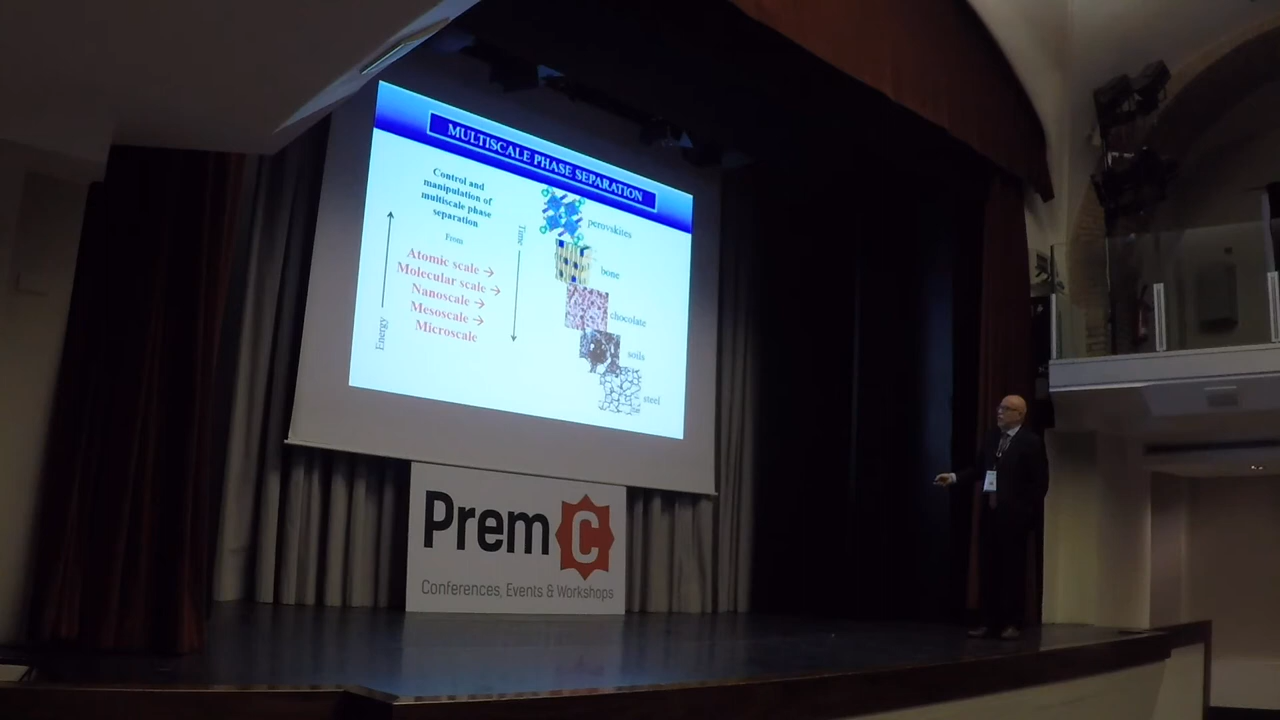 MULTISCALE PHASE SEPARATION
Control and
manipulation of
multiscale phase
separation
From
Atomic scale →
Molecular scale →
Nanoscale →
Mesoscale →
Microscale
Energy
Time
perovskites
bone
chocolate
soils
steel
Prem C
Conferences, Events & Workshops